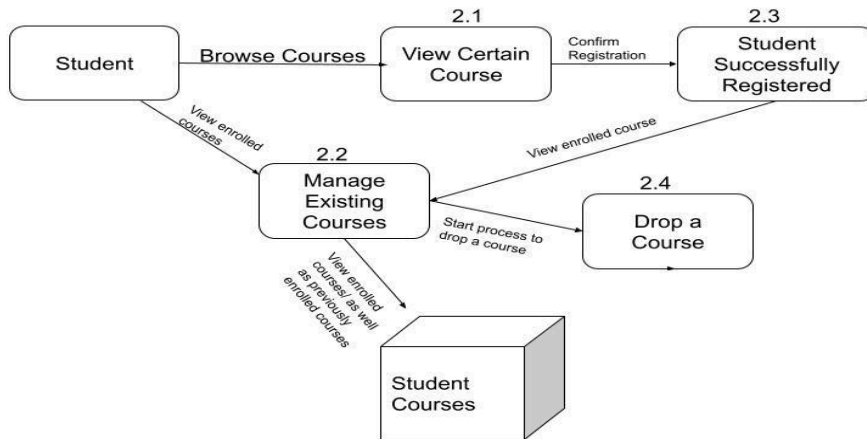 2.1
2.3
Student
Browse Courses
View Certain
Course
Confirm
Registration
Student
Successfully
Registered
View enrolled
courses
View enrolled course
2.2
Manage
Existing
Courses
2.4
Start process to
drop a course
Drop a
Course
View enrolled
courses/ as well
as previously
enrolled courses
Student
Courses